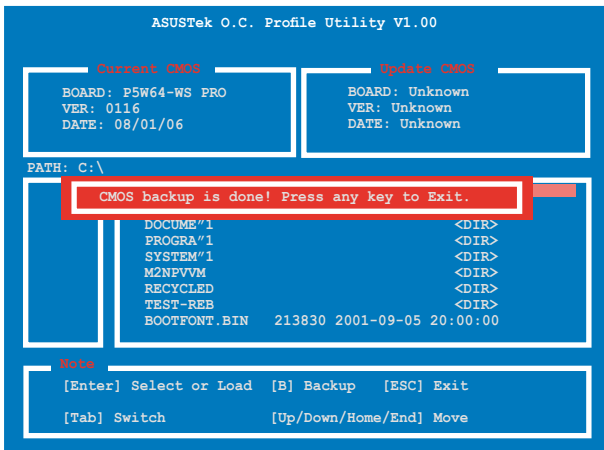 ASUSTek O.C. Profile Utility V1.00
Current CMOS
BOARD: P5W64-WS PRO
VER: 0116
DATE: 08/01/06
Update CMOS
BOARD: Unknown
VER: Unknown
DATE: Unknown
PATH: C:\
CMOS backup is done! Press any key to Exit.
DOCUME"1 <DIR>
PROGRA"1 <DIR>
SYSTEM"1 <DIR>
M2NPVVM <DIR>
RECYCLED <DIR>
TEST-REB <DIR>
BOOTFONT.BIN 213830 2001-09-05 20:00:00
Note
[Enter] Select or Load [B] Backup [ESC] Exit
[Tab] Switch [Up/Down/Home/End] Move